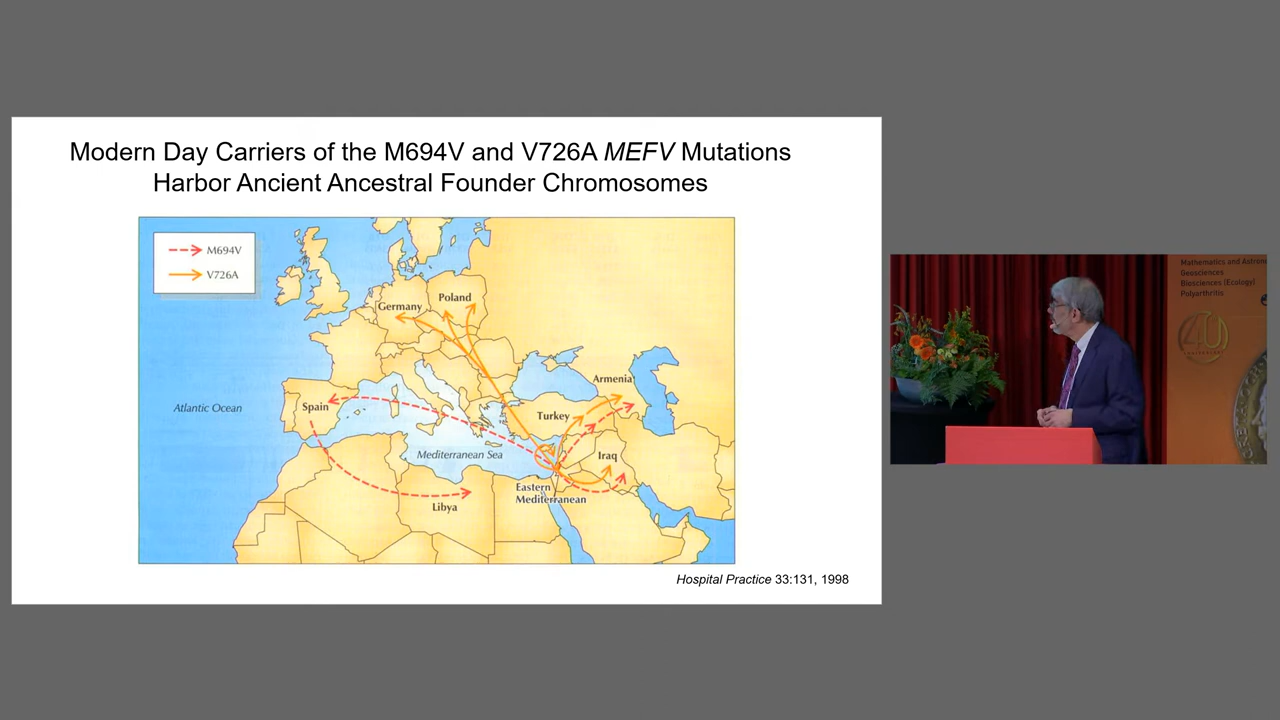 Modern Day Carriers of the M694V and V726A MEFV Mutations
Harbor Ancient Ancestral Founder Chromosomes
M694V
V726A
Germany
Poland
Armenia
Atlantic Ocean
Spain
Turkey
Mediterranean Sea
Iraq
Eastern
Mediterranean
Libya
Hospital Practice 33:131, 1998
Mathematics and Astron
Geosciences
Biosciences (Ecology)
Polyarthritis
40